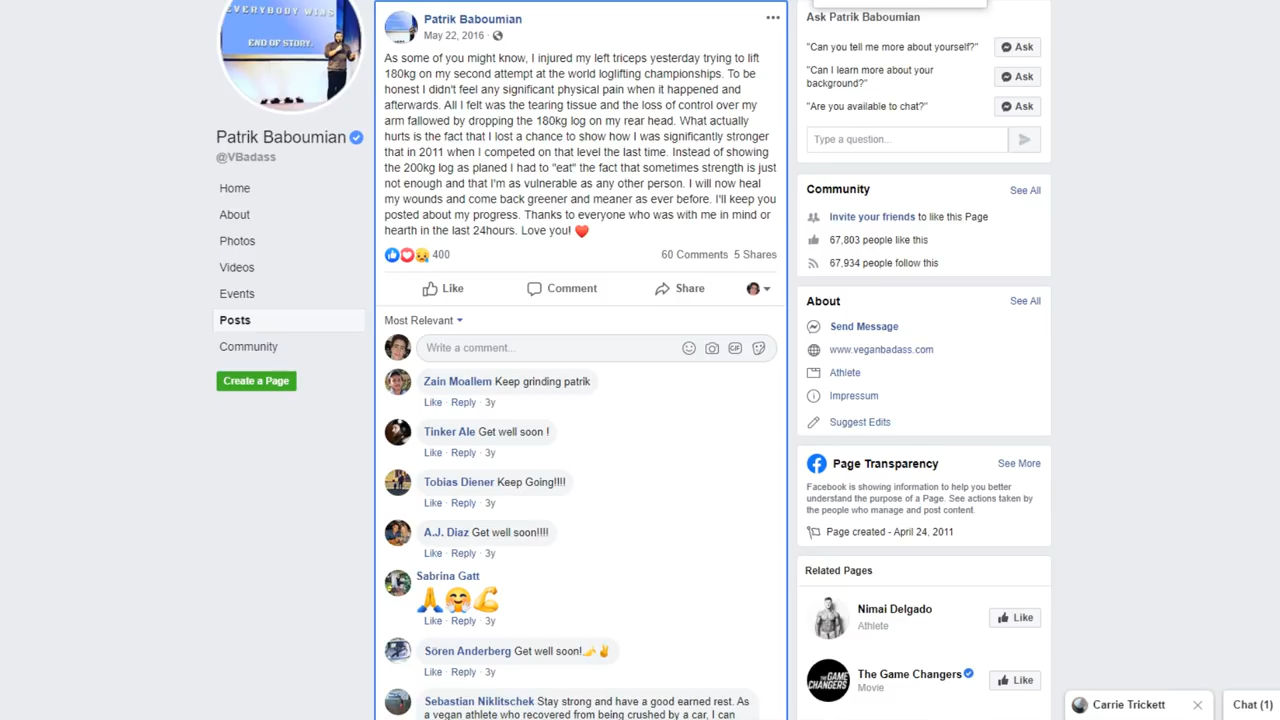 EVERYBODY WINS
END OF STORY.
Patrik Baboumian
@VBadass
Home
About
Photos
Videos
Events
Posts
Community
Create a Page
Patrik Baboumian
May 22, 2016
As some of you might know, I injured my left triceps yesterday trying to lift
180kg on my second attempt at the world loglifting championships. To be
honest I didn't feel any significant physical pain when it happened and
afterwards. All I felt was the tearing tissue and the loss of control over my
arm fallowed by dropping the 180kg log on my rear head. What actually
hurts is the fact that I lost a chance to show how I was significantly stronger
that in 2011 when I competed on that level the last time. Instead of showing
the 200kg log as planed I had to "eat" the fact that sometimes strength is just
not enough and that I'm as vulnerable as any other person. I will now heal
my wounds and come back greener and meaner as ever before. I'll keep you
posted about my progress. Thanks to everyone who was with me in mind or
hearth in the last 24hours. Love you! ❤️
400
60 Comments 5 Shares
Like Comment Share
Most Relevant
Write a comment...
GIF
Zain Moallem Keep grinding patrik
Like · Reply · 3y
Tinker Ale Get well soon !
Like · Reply · 3y
Tobias Diener Keep Going!!!!
Like · Reply · 3y
A.J. Diaz Get well soon!!!!
Like · Reply · 3y
Sabrina Gatt
🙏🤗💪
Like · Reply · 3y
Sören Anderberg Get well soon!🤙✌️
Like · Reply · 3y
Sebastian Niklitschek Stay strong and have a good earned rest. As
a vegan athlete who recovered from being crushed by a car, I can
Ask Patrik Baboumian
"Can you tell me more about yourself?"
Ask
"Can I learn more about your
background?"
Ask
"Are you available to chat?"
Ask
Type a question...
Community
See All
Invite your friends to like this Page
67,803 people like this
67,934 people follow this
About
See All
Send Message
www.veganbadass.com
Athlete
Impressum
Suggest Edits
Page Transparency
See More
Facebook is showing information to help you better
understand the purpose of a Page. See actions taken by
the people who manage and post content.
Page created - April 24, 2011
Related Pages
Nimai Delgado
Athlete
Like
THE GAME CHANGERS
The Game Changers
Movie
Like
Carrie Trickett
Chat (1)